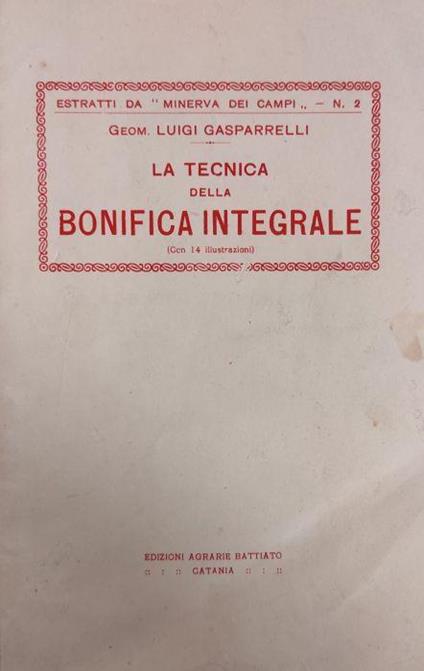 ESTRATTI DA " MINERVA DEI CAMPI „ - N. 2
GEOM. LUIGI GASPARRELLI
LA TECNICA
DELLA
BONIFICA INTEGRALE
(Con 14 illustrazioni)
EDIZIONI AGRARIE BATTIATO
:: : :: CATANIA :: : ::